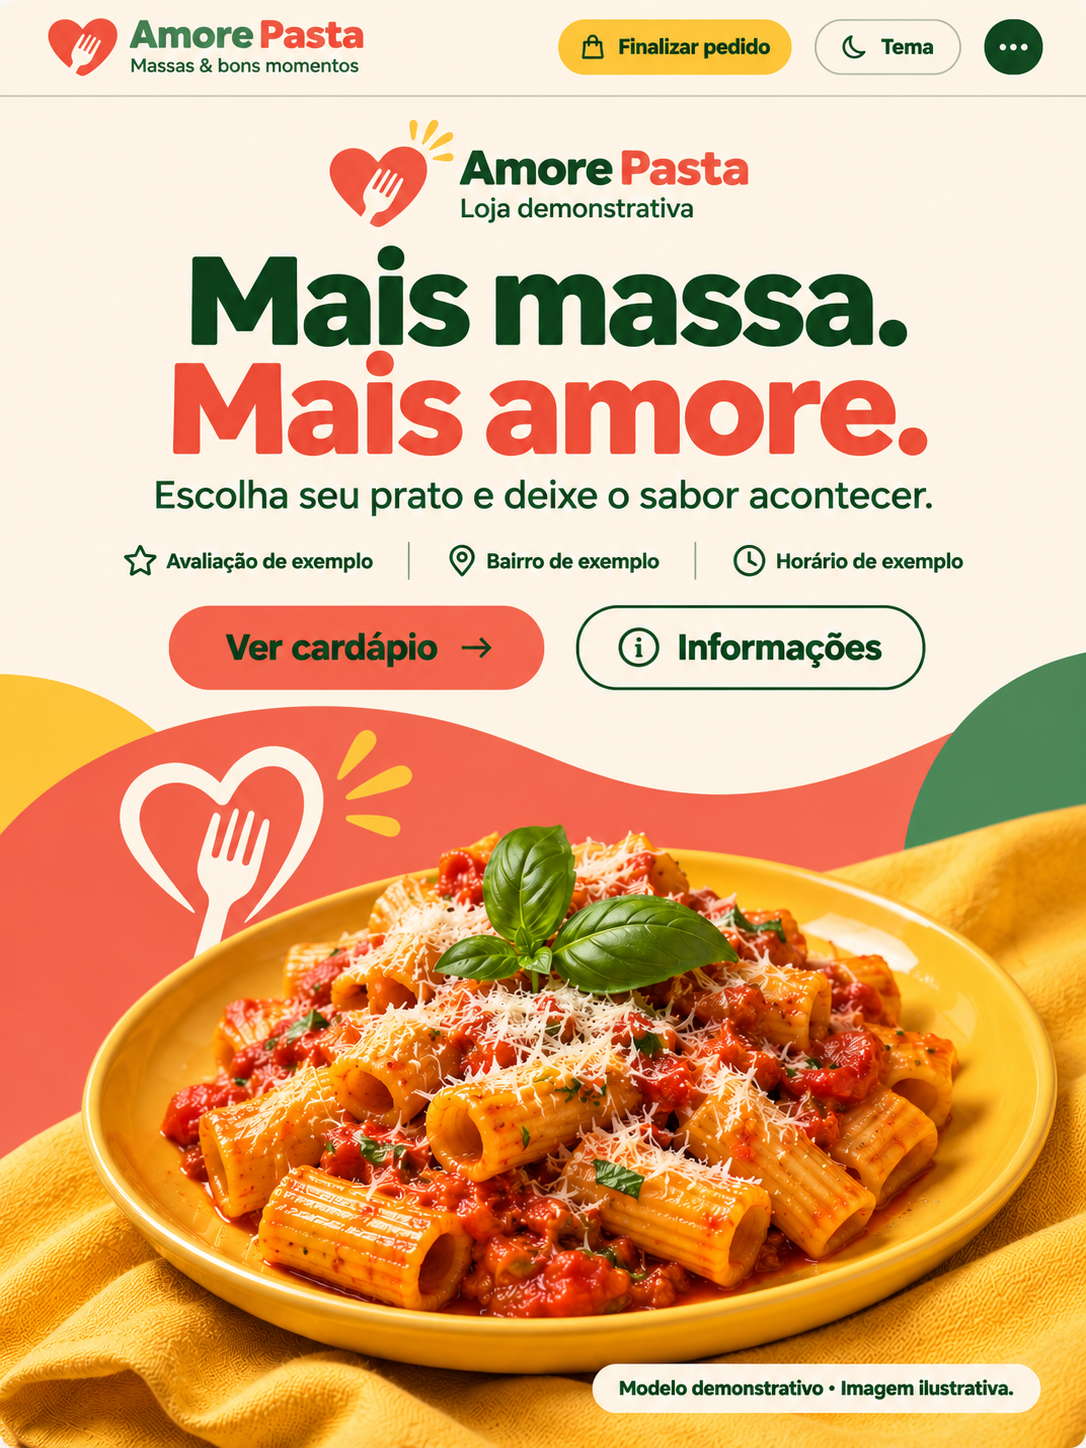 Amore Pasta
Massas & bons momentos
Finalizar pedido
Tema
Amore Pasta
Loja demonstrativa
Mais massa.
Mais amore.
Escolha seu prato e deixe o sabor acontecer.
Avaliação de exemplo
Bairro de exemplo
Horário de exemplo
Ver cardápio →
Informações
Modelo demonstrativo • Imagem ilustrativa.